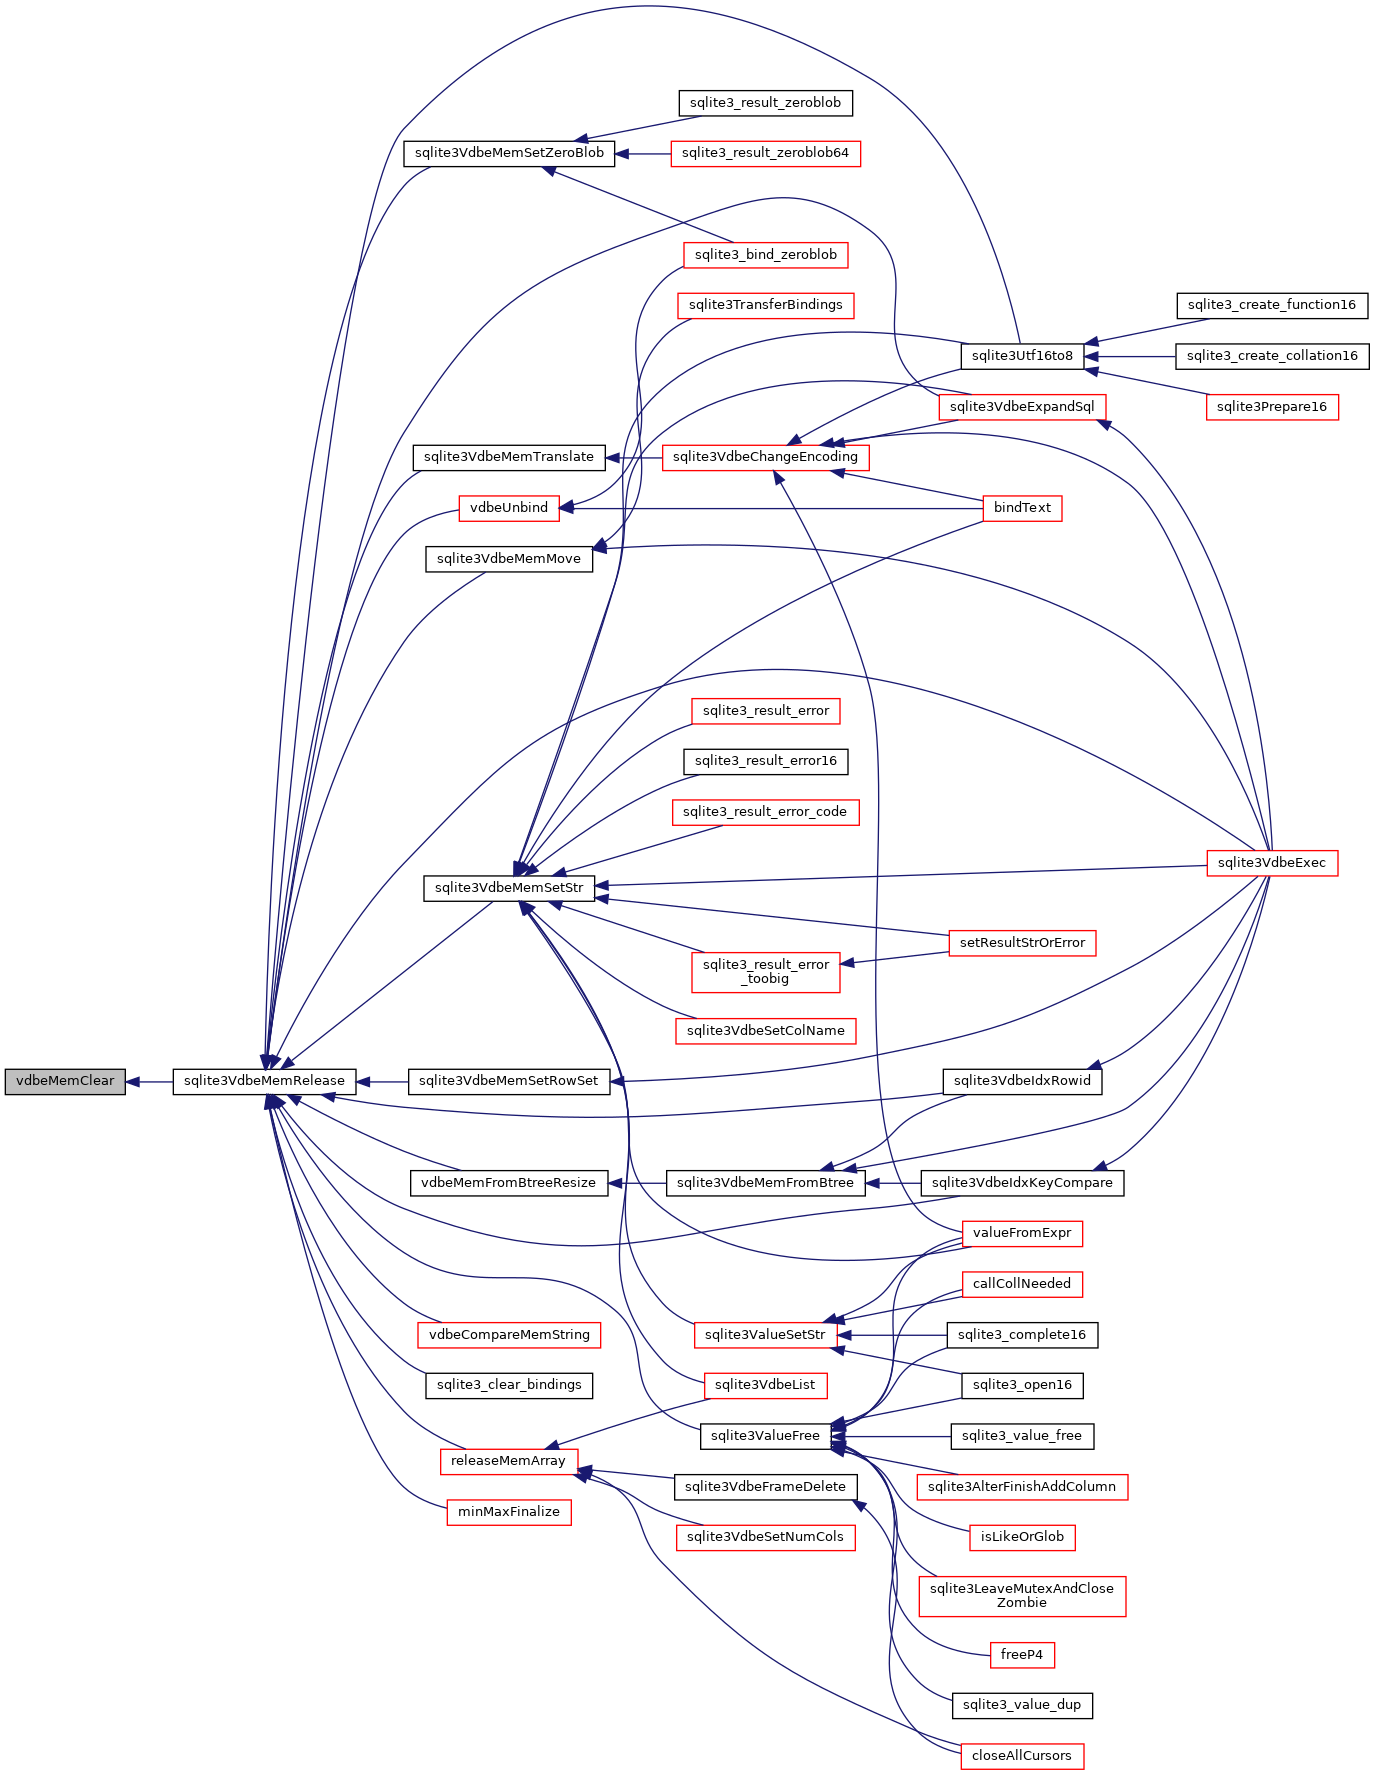 sqlite3_result_zeroblob
sqlite3VdbeMemSetZeroBlob
sqlite3_result_zeroblob64
sqlite3_bind_zeroblob
sqlite3TransferBindings
sqlite3_create_function16
sqlite3Utf16to8
sqlite3_create_collation16
sqlite3VdbeExpandSql
sqlite3Prepare16
sqlite3VdbeMemTranslate
sqlite3VdbeChangeEncoding
vdbeUnbind
bindText
sqlite3VdbeMemMove
sqlite3_result_error
sqlite3_result_error16
sqlite3_result_error_code
sqlite3VdbeExec
sqlite3VdbeMemSetStr
setResultStrOrError
sqlite3_result_error
_toobig
sqlite3VdbeSetColName
vdbeMemClear
sqlite3VdbeMemRelease
sqlite3VdbeMemSetRowSet
sqlite3VdbeIdxRowid
vdbeMemFromBtreeResize
sqlite3VdbeMemFromBtree
sqlite3VdbeIdxKeyCompare
valueFromExpr
callCollNeeded
vdbeCompareMemString
sqlite3ValueSetStr
sqlite3_complete16
sqlite3_clear_bindings
sqlite3VdbeList
sqlite3_open16
sqlite3ValueFree
sqlite3_value_free
releaseMemArray
sqlite3VdbeFrameDelete
sqlite3AlterFinishAddColumn
minMaxFinalize
sqlite3VdbeSetNumCols
isLikeOrGlob
sqlite3LeaveMutexAndClose
Zombie
freeP4
sqlite3_value_dup
closeAllCursors